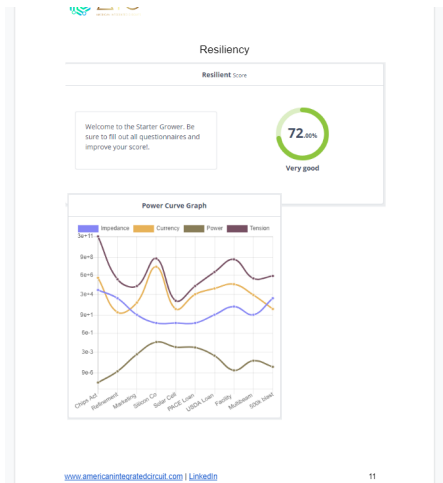 Resiliency
Resilient Score
Welcome to the Starter Grower. Be
sure to fill out all questionnaires and
improve your score!.
72.00%
Very good
Power Curve Graph
Impedance Currency Power Tension
3e+11
9e+8
6e+6
3e+4
9e+1
6e-1
3e-3
9e-6
Chips Act Refinement Marketing Silicon Co Solar Cell PACE Loan USDA Loan Facility Multibeam 500k blast
www.americanintegratedcircuit.com | LinkedIn 11